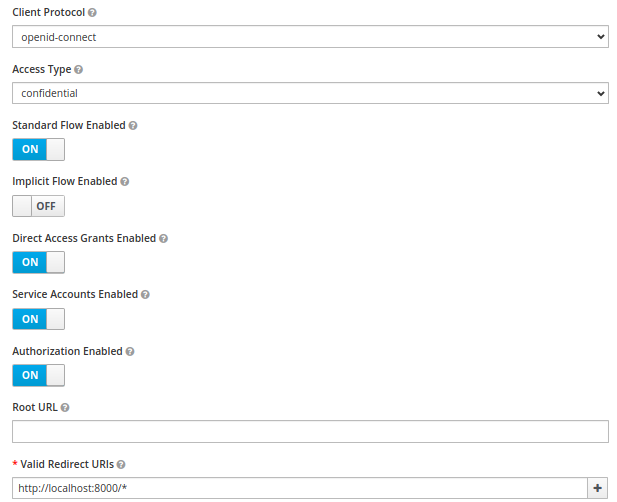 Client Protocol
openid-connect
Access Type
confidential
Standard Flow Enabled
ON
Implicit Flow Enabled
OFF
Direct Access Grants Enabled
ON
Service Accounts Enabled
ON
Authorization Enabled
ON
Root URL
* Valid Redirect URIs
http://localhost:8000/*